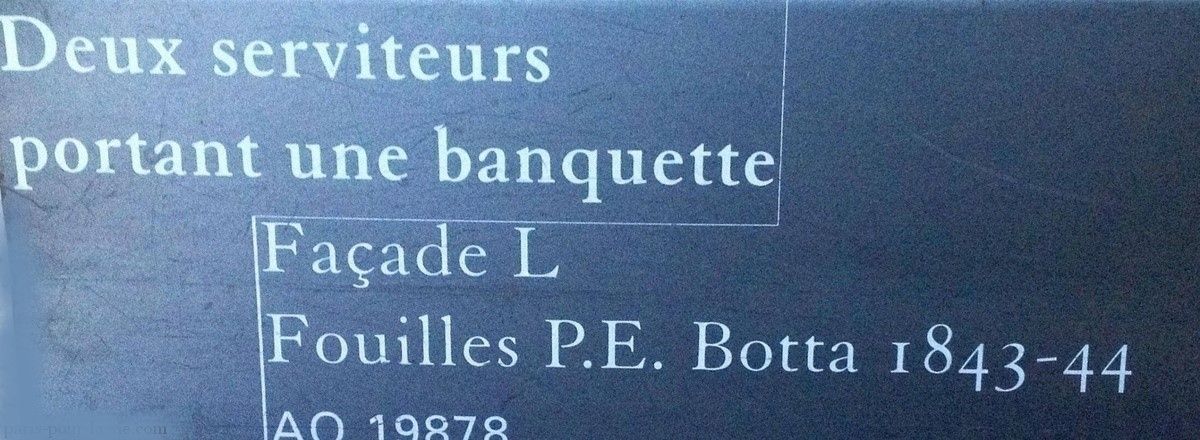 Deux serviteurs
portant une banquette
Façade L
Fouilles P.E. Botta 1843-44
AO 19878